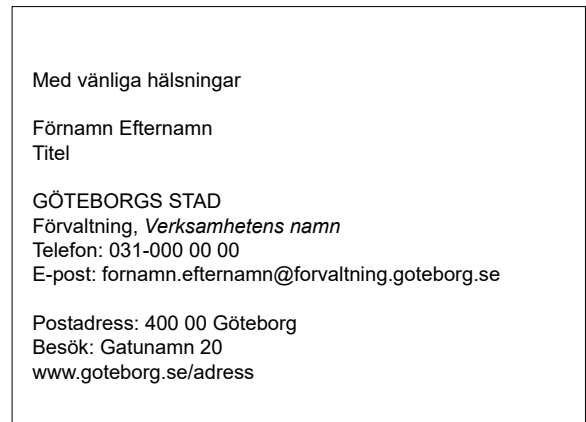 Med vänliga hälsningar
Förnamn Efternamn
Titel
GÖTEBORGS STAD
Förvaltning, Verksamhetens namn
Telefon: 031-000 00 00
E-post: fornamn.efternamn@forvaltning.goteborg.se
Postadress: 400 00 Göteborg
Besök: Gatunamn 20
www.goteborg.se/adress